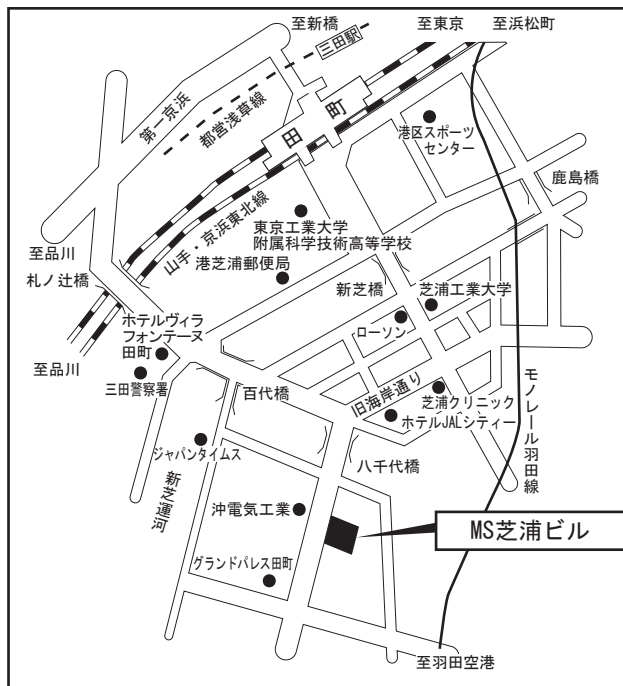 至新橋
至東京
至浜松町
三田駅
第一京浜
都営浅草線
田町
港区スポーツ
センター
鹿島橋
山手・京浜東北線
東京工業大学
附属科学技術高等学校
至品川
札ノ辻橋
港芝浦郵便局
新芝橋
芝浦工業大学
ホテルヴィラ
フォンテーヌ
田町
ローソン
至品川
三田警察署
百代橋
旧海岸通り
芝浦クリニック
ホテルJALシティー
モノレール羽田線
ジャパンタイムス
八千代橋
新芝運河
沖電気工業
MS芝浦ビル
グランドパレス田町
至羽田空港